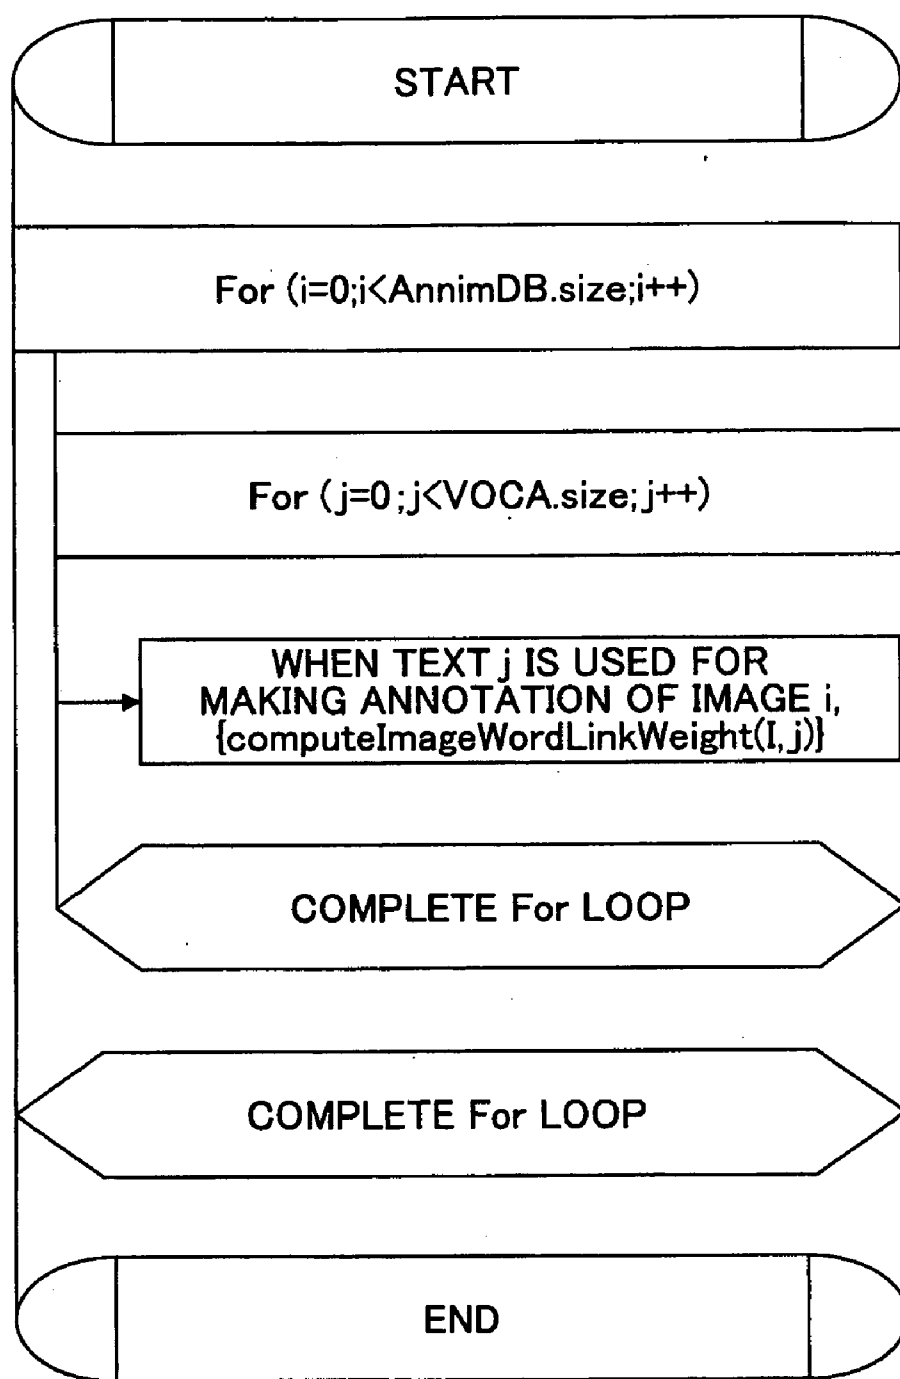 START
For (i=0;i<AnnimDB.size;i++)
For (j=0;j<VOCA.size;j++)
WHEN TEXT j IS USED FOR
MAKING ANNOTATION OF IMAGE i,
{computeImageWordLinkWeight(I,j)}
COMPLETE For LOOP
COMPLETE For LOOP
END